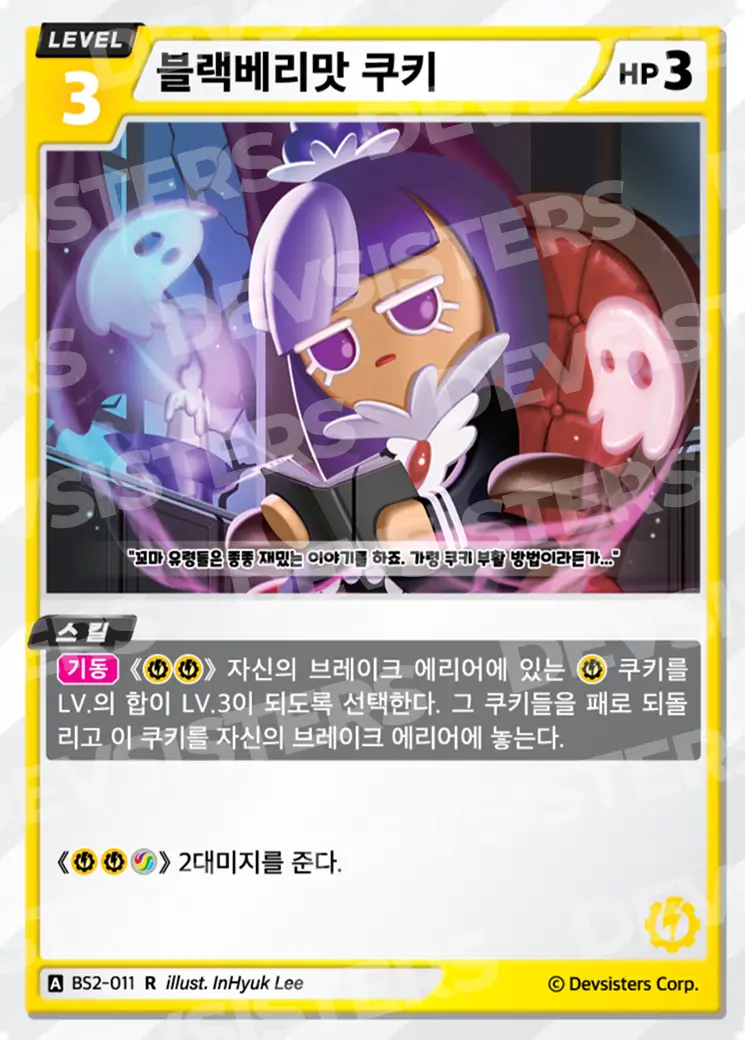 LEVEL
3
블랙베리맛 쿠키
HP 3
"꼬마 유령들은 종종 재밌는 이야기를 하죠. 가령 쿠키 부활 방법이라든가..."
스킬
기동 《》 자신의 브레이크 에리어에 있는 쿠키를
LV.의 합이 LV.3이 되도록 선택한다. 그 쿠키들을 패로 되돌
리고 이 쿠키를 자신의 브레이크 에리어에 놓는다.
《》 2대미지를 준다.
A BS2-011 R illust. InHyuk Lee
© Devsisters Corp.
DEVSISTERS